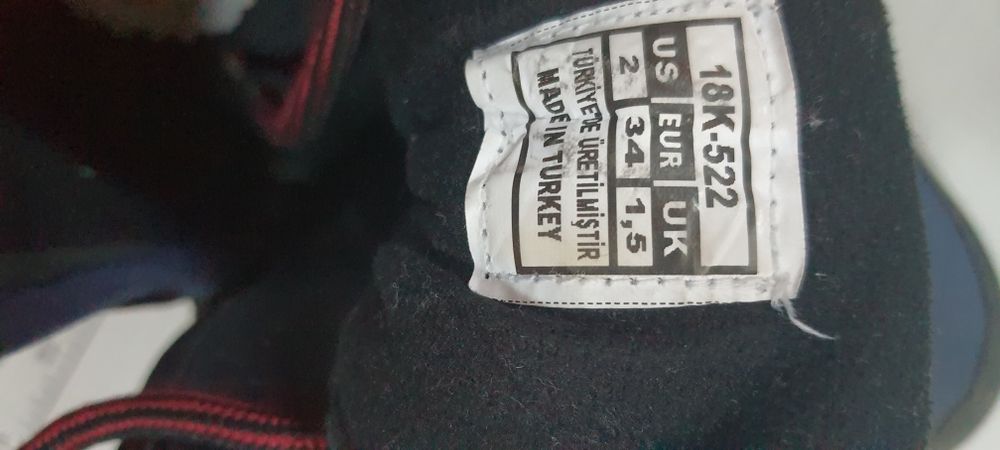 18K-522
US EUR UK
2 34 1,5
TÜRKİYE'DE ÜRETİLMİŞTİR
MADE IN TURKEY